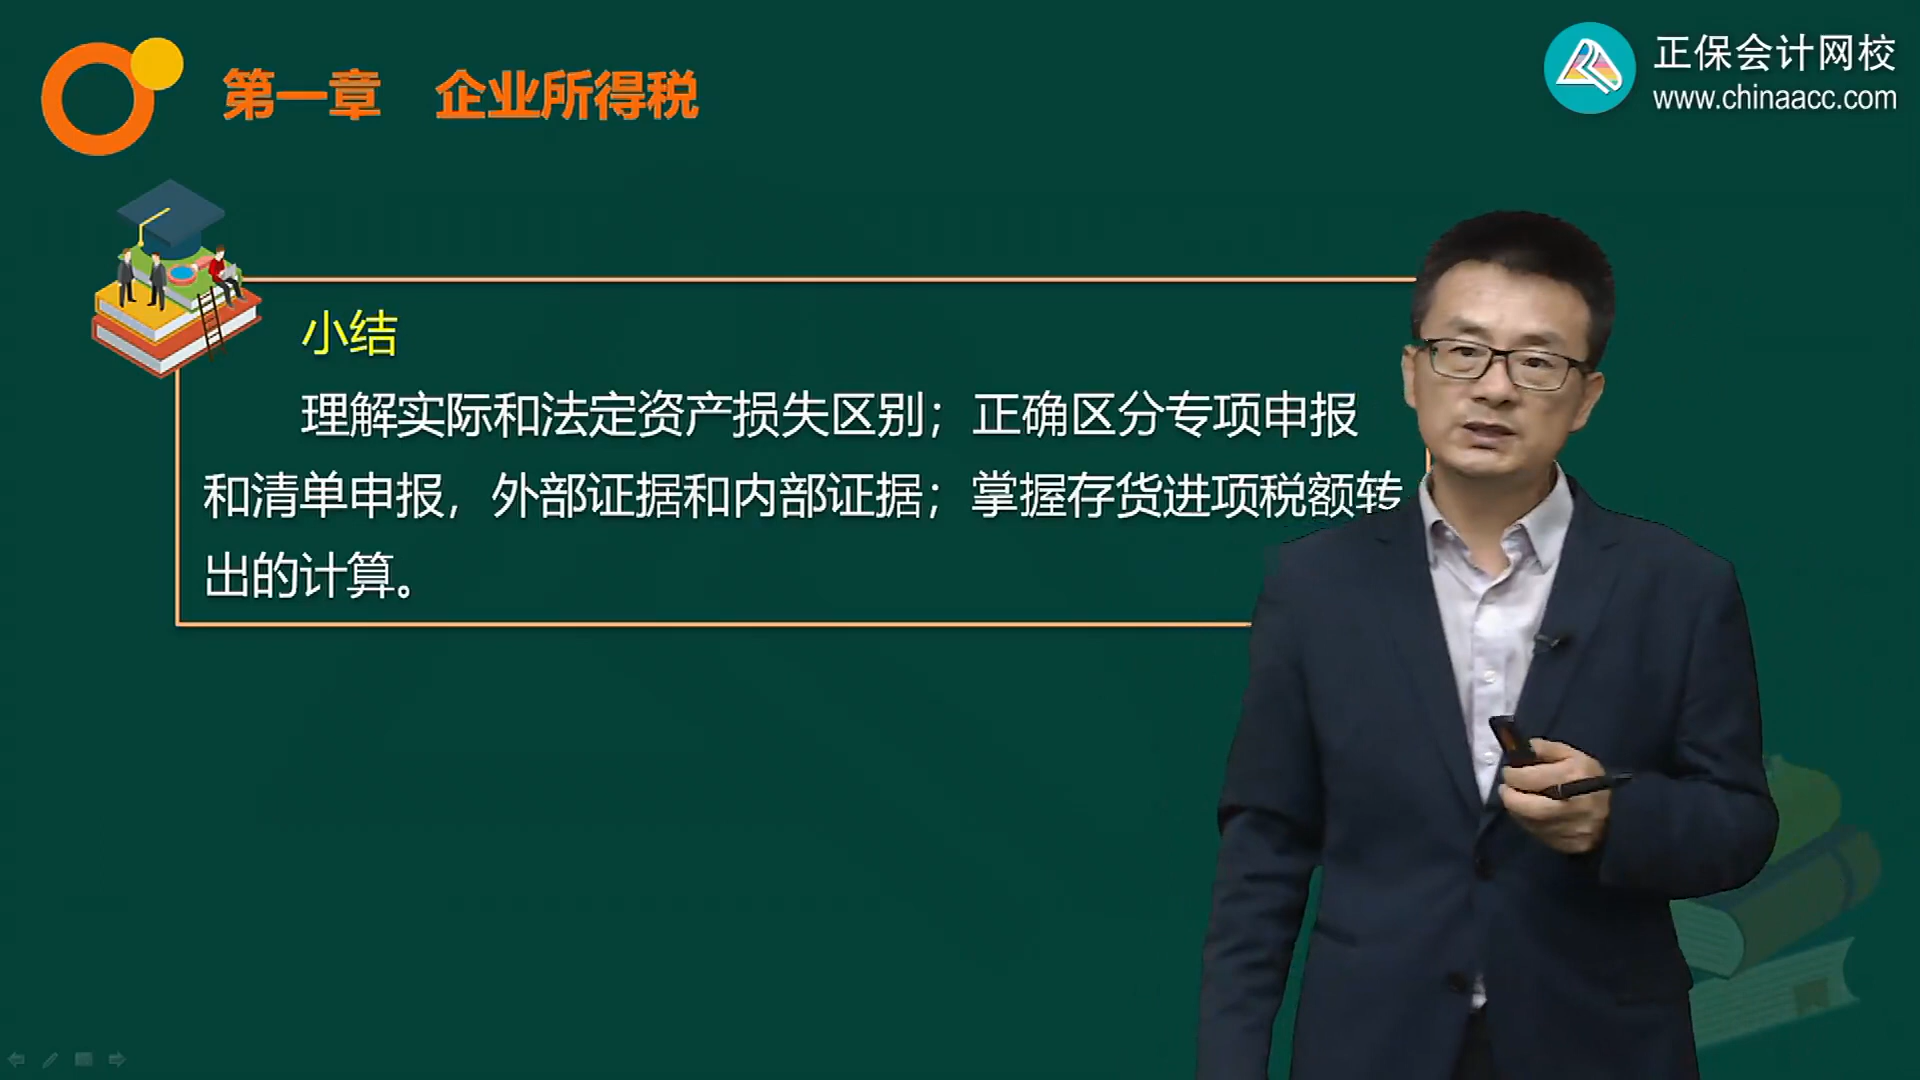 第一章 企业所得税
正保会计网校
www.chinaacc.com
小结
理解实际和法定资产损失区别；正确区分专项申报
和清单申报，外部证据和内部证据；掌握存货进项税额转
出的计算。